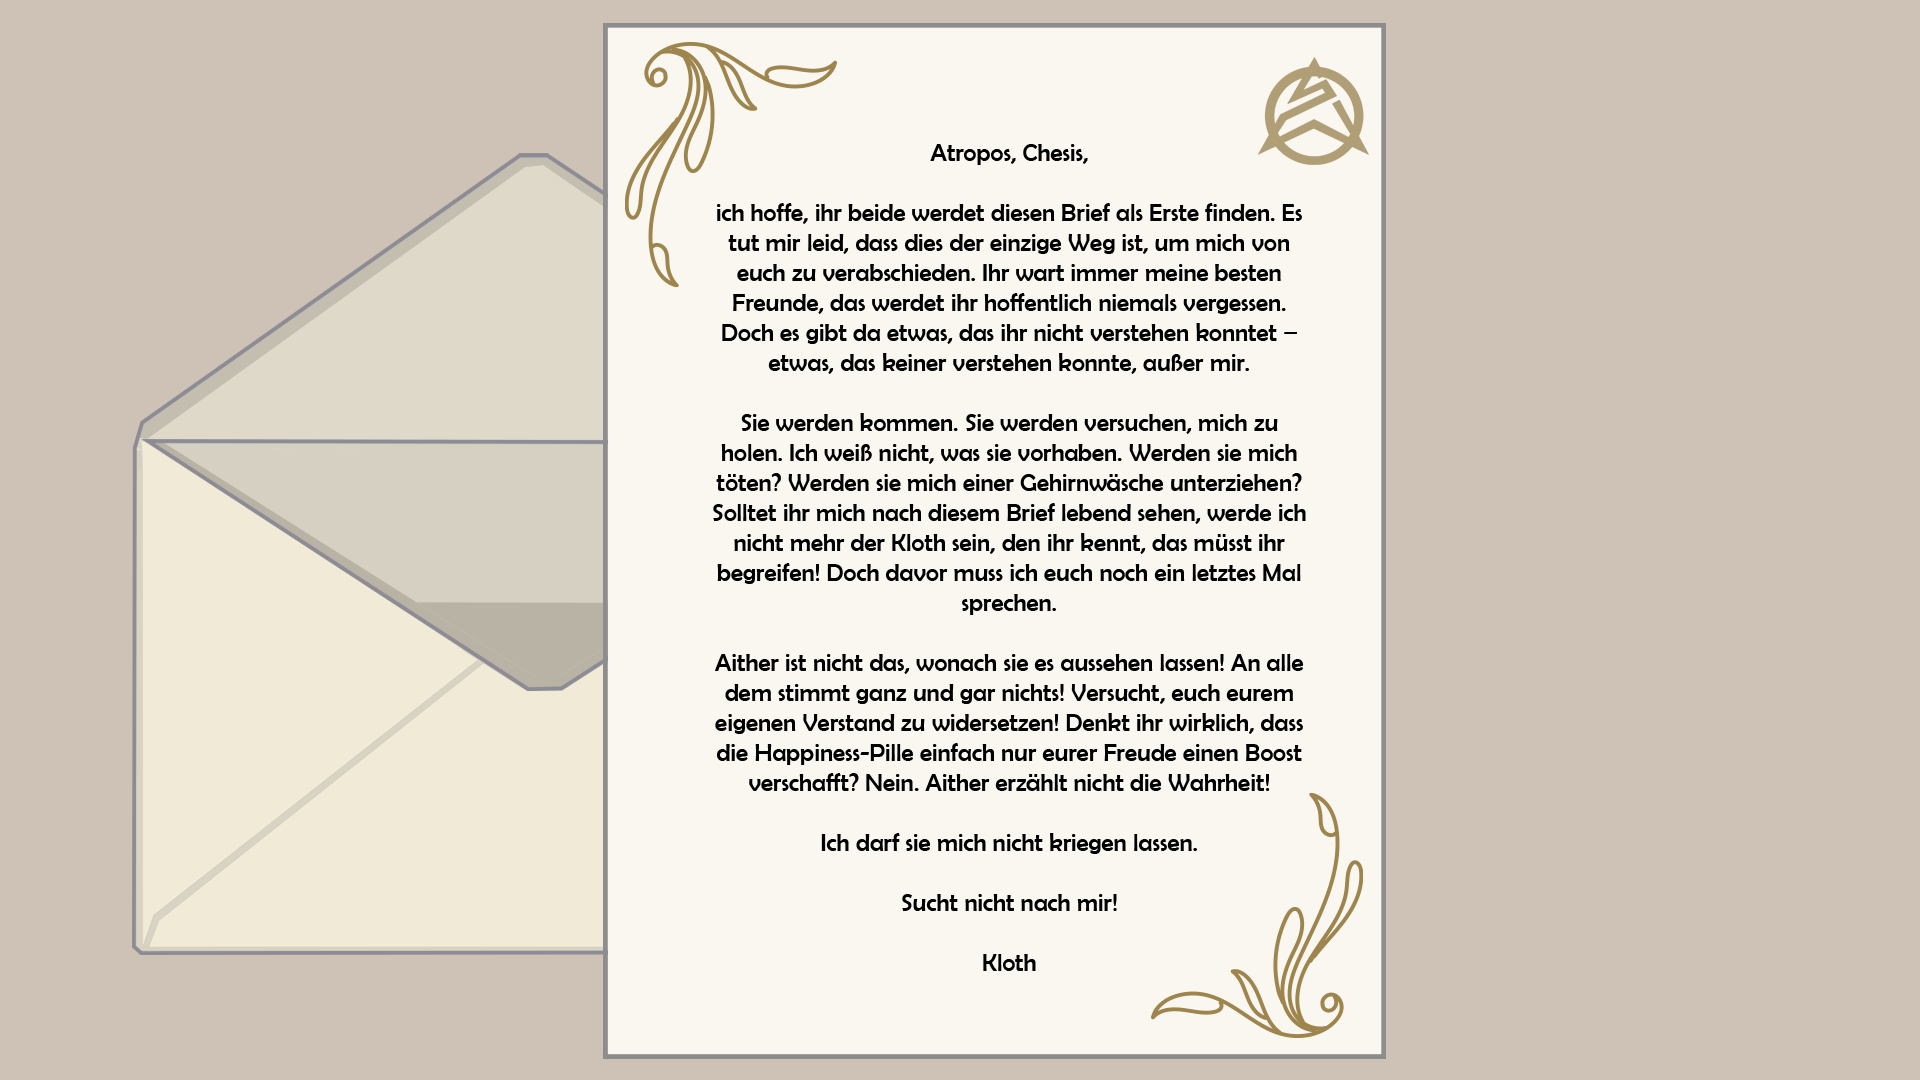 Atropos, Chesis,
ich hoffe, ihr beide werdet diesen Brief als Erste finden. Es
tut mir leid, dass dies der einzige Weg ist, um mich von
euch zu verabschieden. Ihr wart immer meine besten
Freunde, das werdet ihr hoffentlich niemals vergessen.
Doch es gibt da etwas, das ihr nicht verstehen konntet –
etwas, das keiner verstehen konnte, außer mir.
Sie werden kommen. Sie werden versuchen, mich zu
holen. Ich weiß nicht, was sie vorhaben. Werden sie mich
töten? Werden sie mich einer Gehirnwäsche unterziehen?
Solltet ihr mich nach diesem Brief lebend sehen, werde ich
nicht mehr der Kloth sein, den ihr kennt, das müsst ihr
begreifen! Doch davor muss ich euch noch ein letztes Mal
sprechen.
Aither ist nicht das, wonach sie es aussehen lassen! An alle
dem stimmt ganz und gar nichts! Versucht, euch eurem
eigenen Verstand zu widersetzen! Denkt ihr wirklich, dass
die Happiness-Pille einfach nur eurer Freude einen Boost
verschafft? Nein. Aither erzählt nicht die Wahrheit!
Ich darf sie mich nicht kriegen lassen.
Sucht nicht nach mir!
Kloth